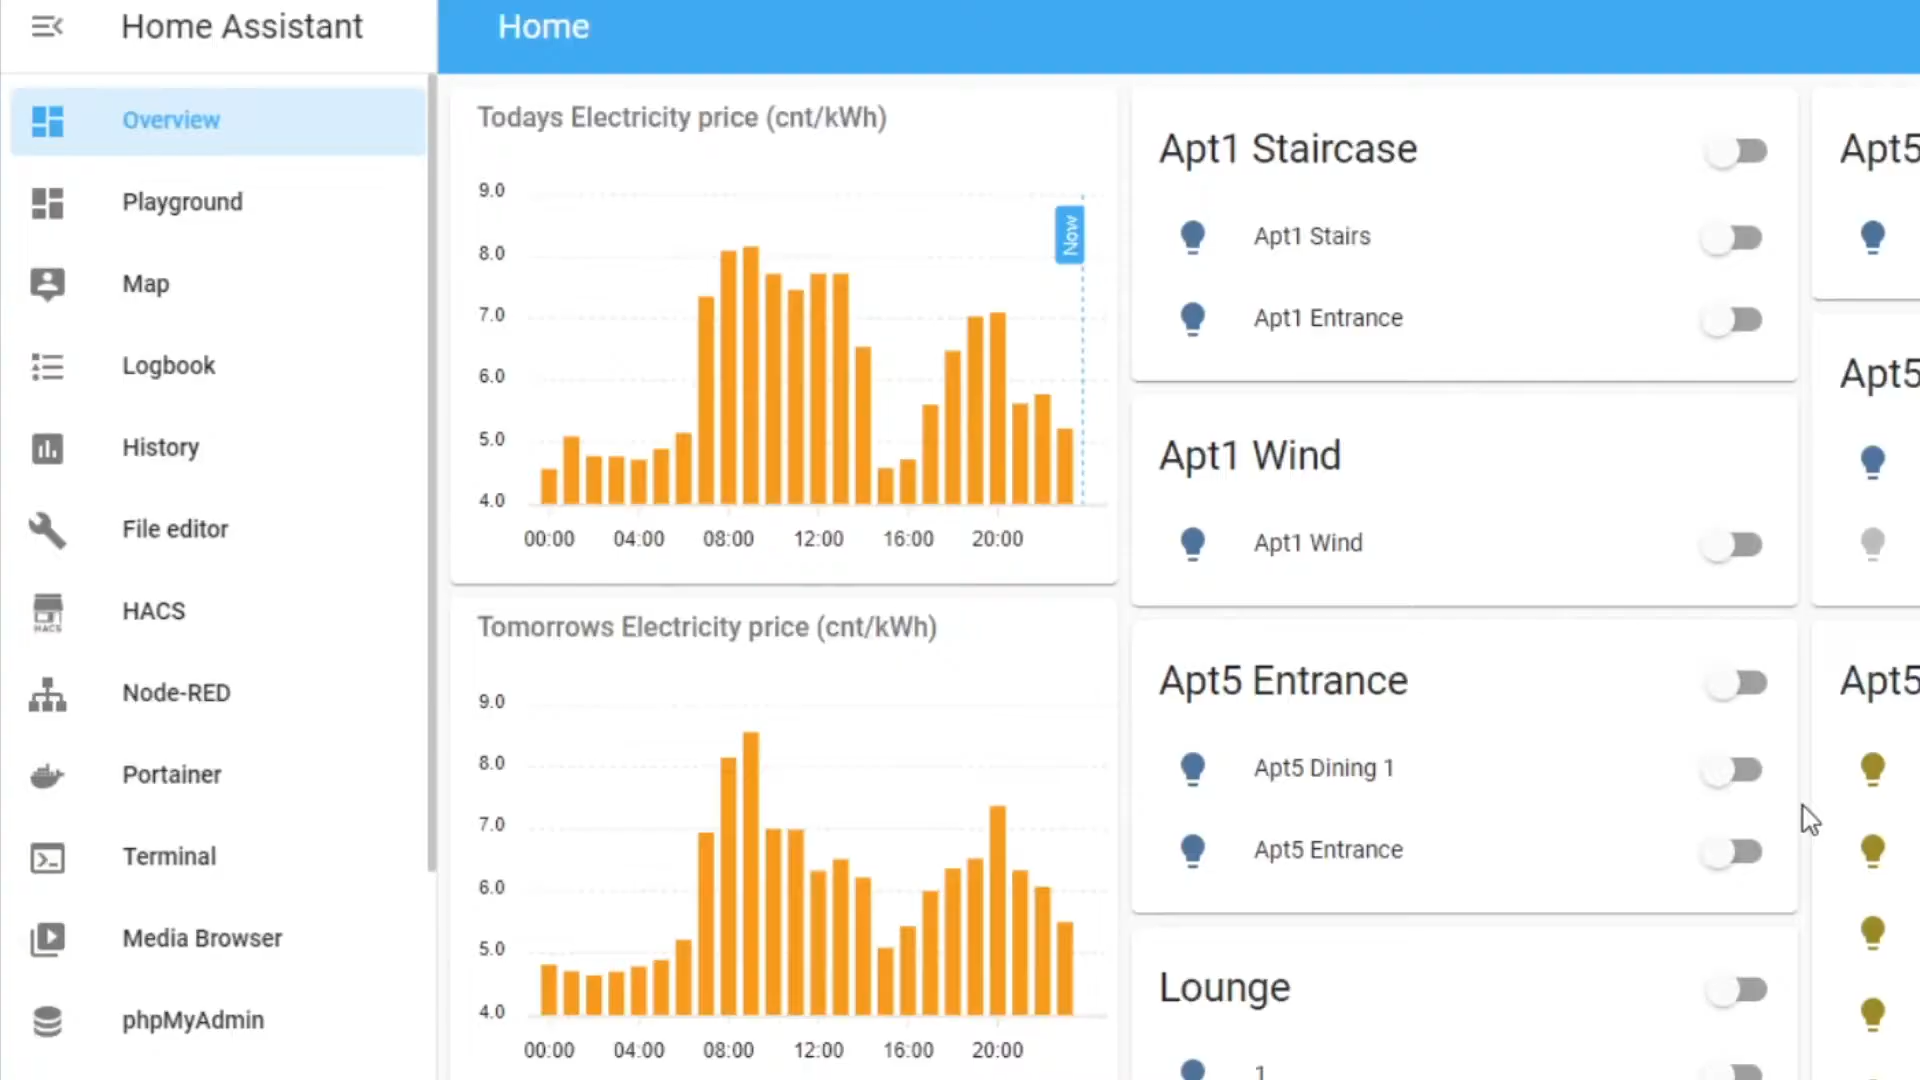 Home Assistant
Overview
Playground
Map
Logbook
History
File editor
HACS
HACS
Node-RED
Portainer
Terminal
Media Browser
phpMyAdmin
Home
Todays Electricity price (cnt/kWh)
9.0
8.0
7.0
6.0
5.0
4.0
Now
00:00 04:00 08:00 12:00 16:00 20:00
Tomorrows Electricity price (cnt/kWh)
9.0
8.0
7.0
6.0
5.0
4.0
00:00 04:00 08:00 12:00 16:00 20:00
Apt1 Staircase
Apt1 Stairs
Apt1 Entrance
Apt1 Wind
Apt1 Wind
Apt5 Entrance
Apt5 Dining 1
Apt5 Entrance
Lounge
1
Apt5
Apt5
Apt5